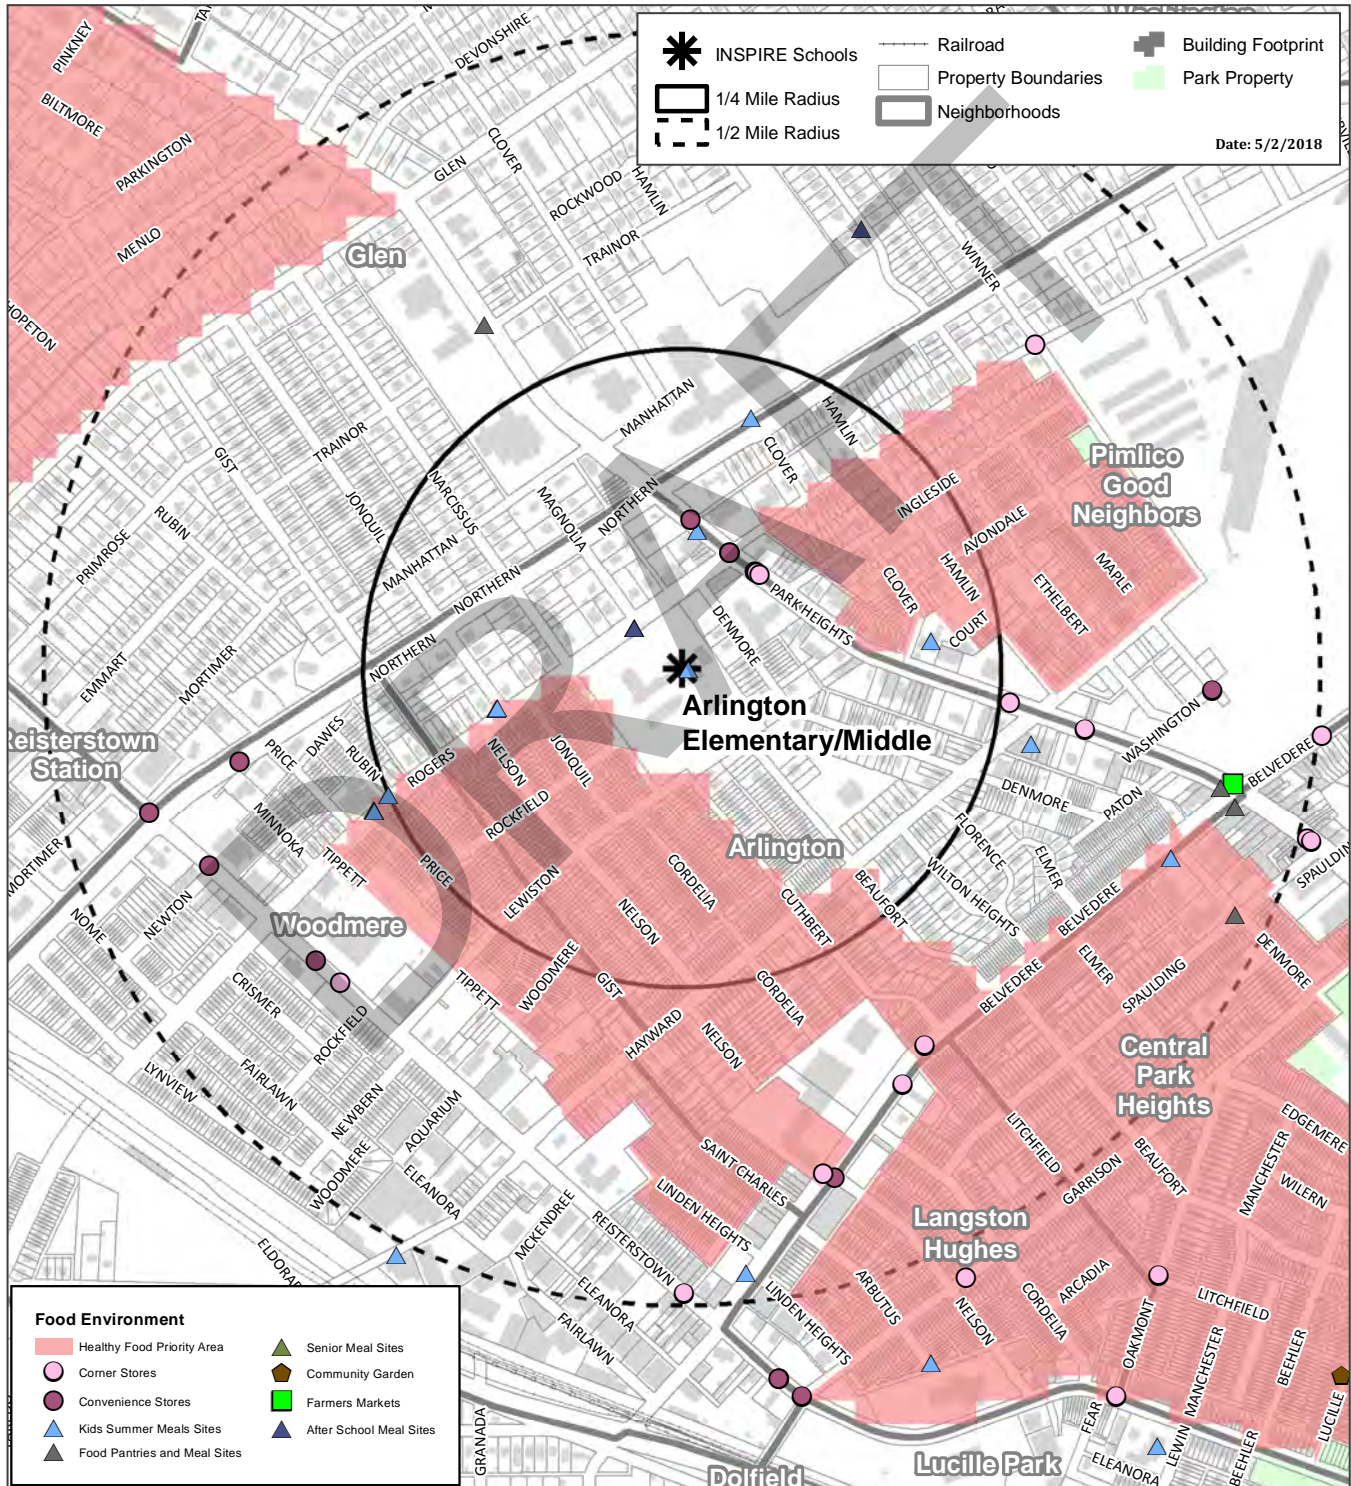 INSPIRE Schools
1/4 Mile Radius
1/2 Mile Radius
Railroad
Property Boundaries
Neighborhoods
Building Footprint
Park Property
Date: 5/2/2018
DRAFT
PINKNEY
BILTMORE
PARKINGTON
MENLO
HOPETON
DEVONSHIRE
CLOVER
GLEN
ROCKWOOD
HAMLIN
TRAINOR
WINNER
Glen
MANHATTAN
HAMLIN
CLOVER
GIST
TRAINOR
JONQUIL
NARCISSUS
MAGNOLIA
NORTHERN
INGLESIDE
Pimlico
Good
Neighbors
AVONDALE
MAPLE
RUBIN
PRIMROSE
MANHATTAN
NORTHERN
CLOVER
HAMLIN
ETHELBERT
COURT
PARK HEIGHTS
DENMORE
EMMART
MORTIMER
NORTHERN
Arlington
Elementary/Middle
Reisterstown
Station
PRICE
DAWES
RUBIN
ROGERS
NELSON
JONQUIL
WASHINGTON
BELVEDERE
MINNOKA
ROCKFIELD
DENMORE
PATON
MORTIMER
TIPPETT
PRICE
LEWISTON
CORDELIA
Arlington
FLORENCE
ELMER
WILTON HEIGHTS
BEAUFORT
CUTHBERT
NELSON
NOME
NEWTON
Woodmere
BELVEDERE
DENMORE
ELMER
SPAULDING
WOODMERE
GIST
CORDELIA
BELVEDERE
TIPPETT
CRISMER
ROCKFIELD
HAYWARD
NELSON
Central
Park
Heights
LYNVIEW
FAIRLAWN
NEWBERN
AQUARIUM
WOODMERE
ELEANORA
SAINT CHARLES
LINDEN HEIGHTS
LITCHFIELD
GARRISON
BEAUFORT
MANCHESTER
EDGEMERE
WILERN
MCKENDREE
REISTERSTOWN
Langston
Hughes
ELEANORA
FAIRLAWN
LINDEN HEIGHTS
ARBUTUS
NELSON
CORDELIA
ARCADIA
OAKMONT
LITCHFIELD
MANCHESTER
BEEHLER
LUCILLE
GRANADA
FEAR
LEWIN
ELEANORA
BEEHLER
Dolfield
Lucille Park
Food Environment
Healthy Food Priority Area
Corner Stores
Convenience Stores
Kids Summer Meals Sites
Food Pantries and Meal Sites
Senior Meal Sites
Community Garden
Farmers Markets
After School Meal Sites